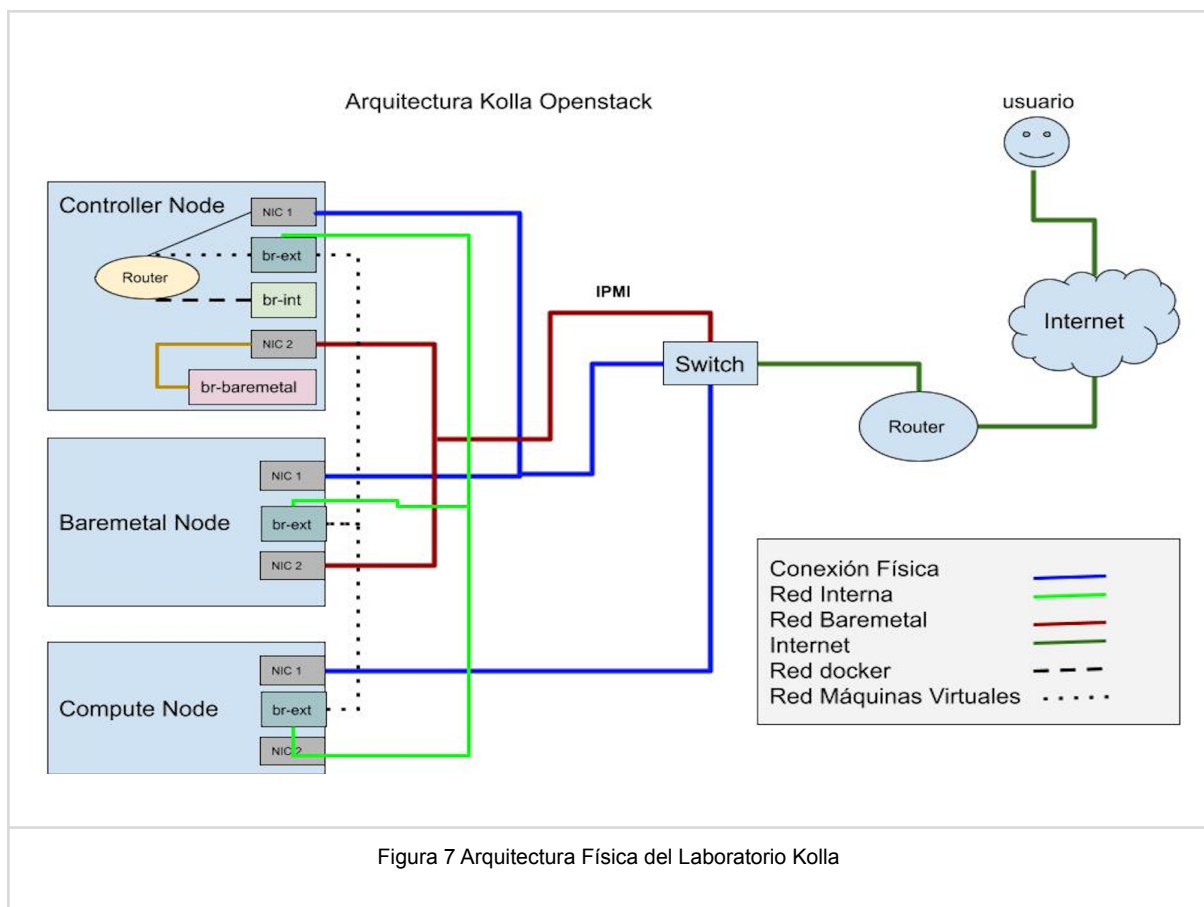 Arquitectura Kolla Openstack
usuario
Controller Node
NIC 1
br-ext
Router
br-int
NIC 2
br-baremetal
IPMI
Switch
Internet
Router
Baremetal Node
NIC 1
br-ext
NIC 2
Compute Node
NIC 1
br-ext
NIC 2
Conexión Física
Red Interna
Red Baremetal
Internet
Red docker
Red Máquinas Virtuales
Figura 7 Arquitectura Física del Laboratorio Kolla